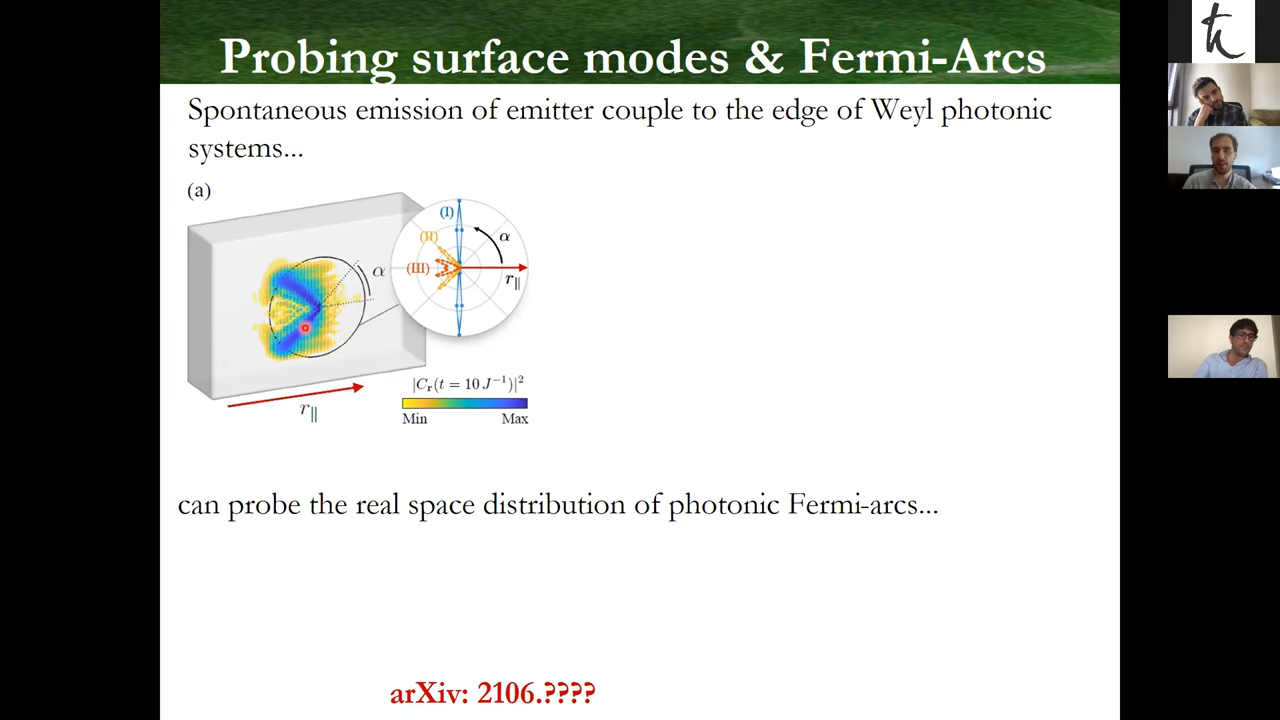 Probing surface modes & Fermi-Arcs
Spontaneous emission of emitter couple to the edge of Weyl photonic
systems...
(a)
(I)
(II)
α
(III)
r∥
α
|C_r(t = 10 J⁻¹)|²
r∥
Min Max
can probe the real space distribution of photonic Fermi-arcs...
arXiv: 2106.????